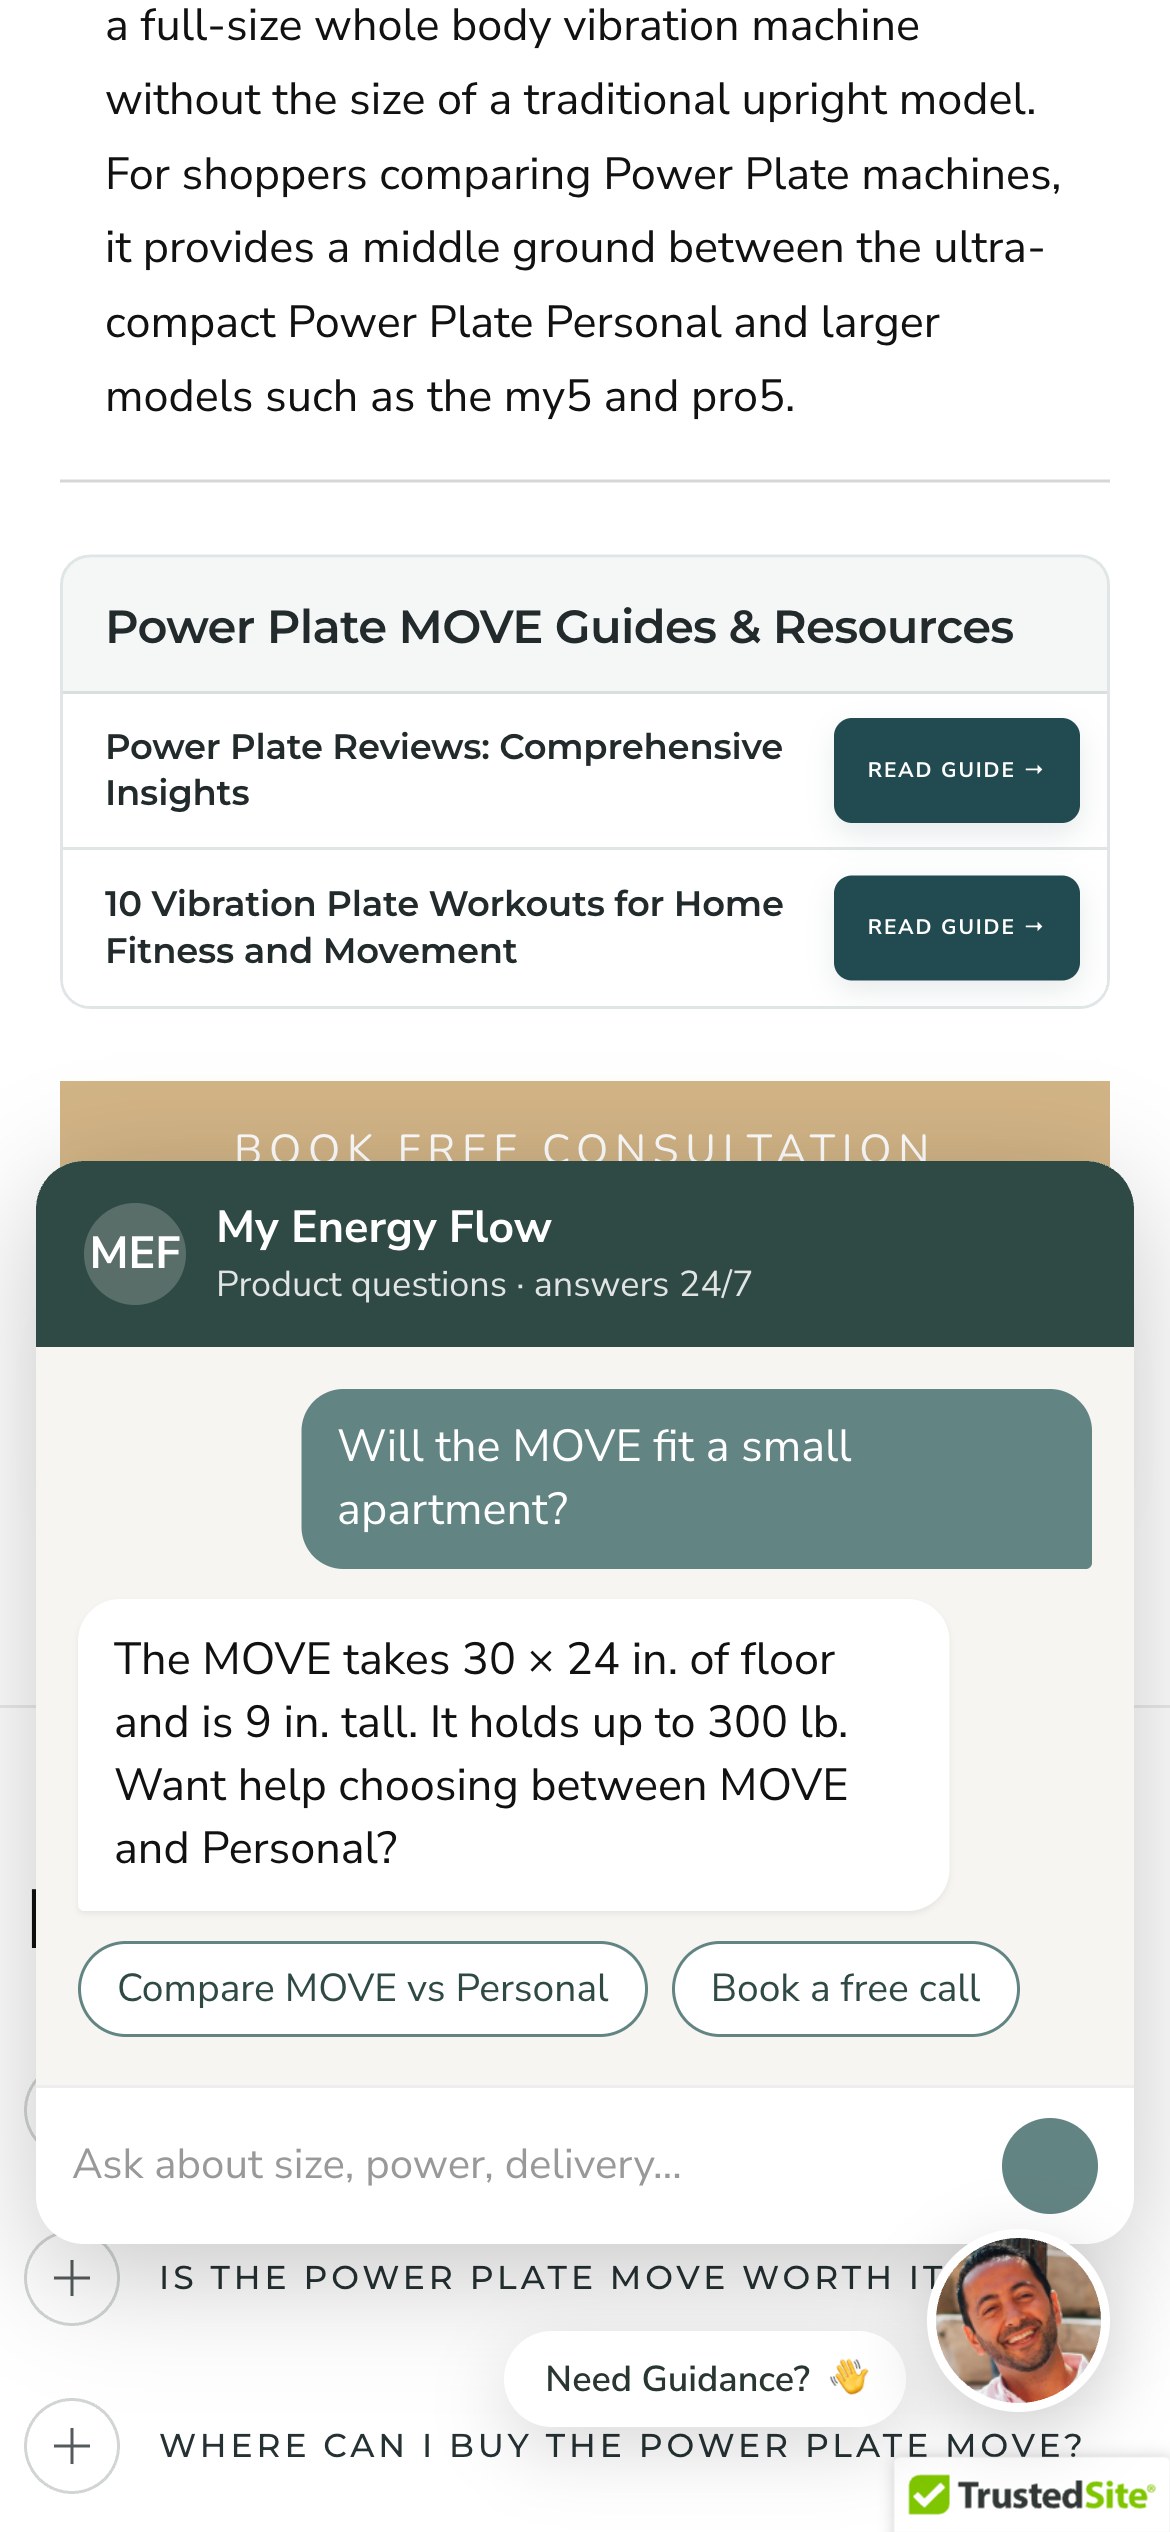 a full-size whole body vibration machine
without the size of a traditional upright model.
For shoppers comparing Power Plate machines,
it provides a middle ground between the ultra-
compact Power Plate Personal and larger
models such as the my5 and pro5.
Power Plate MOVE Guides & Resources
Power Plate Reviews: Comprehensive
Insights
READ GUIDE →
10 Vibration Plate Workouts for Home
Fitness and Movement
READ GUIDE →
BOOK FREE CONSULTATION
MEF
My Energy Flow
Product questions · answers 24/7
Will the MOVE fit a small
apartment?
The MOVE takes 30 × 24 in. of floor
and is 9 in. tall. It holds up to 300 lb.
Want help choosing between MOVE
and Personal?
Compare MOVE vs Personal
Book a free call
Ask about size, power, delivery...
IS THE POWER PLATE MOVE WORTH IT
Need Guidance? 👋
WHERE CAN I BUY THE POWER PLATE MOVE?
TrustedSite®